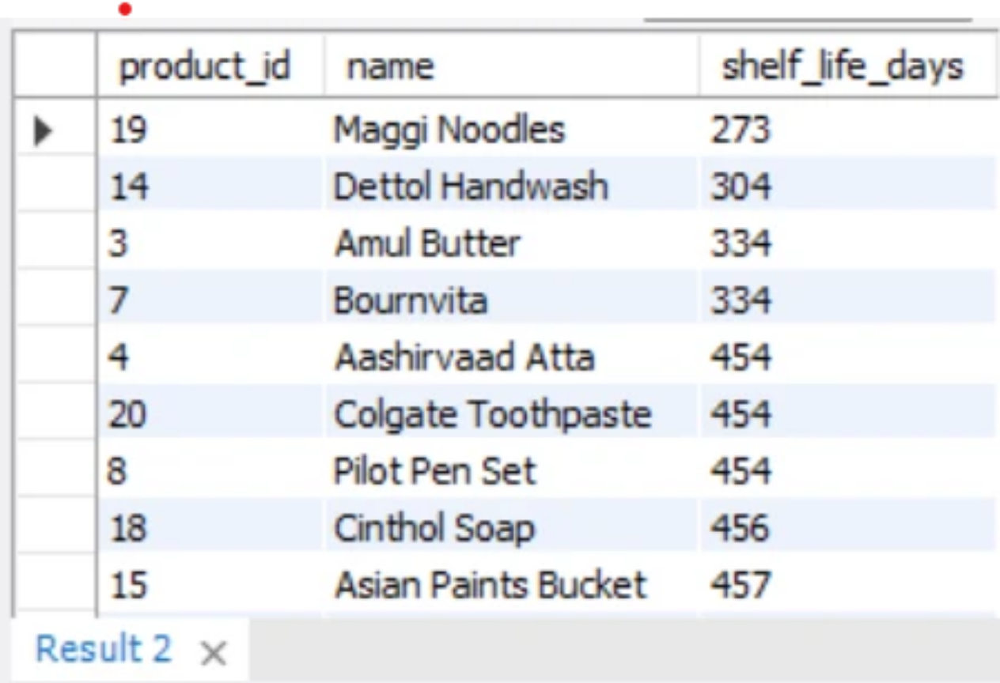 product_id name shelf_life_days
19 Maggi Noodles 273
14 Dettol Handwash 304
3 Amul Butter 334
7 Bournvita 334
4 Aashirvaad Atta 454
20 Colgate Toothpaste 454
8 Pilot Pen Set 454
18 Cinthol Soap 456
15 Asian Paints Bucket 457
Result 2 ×